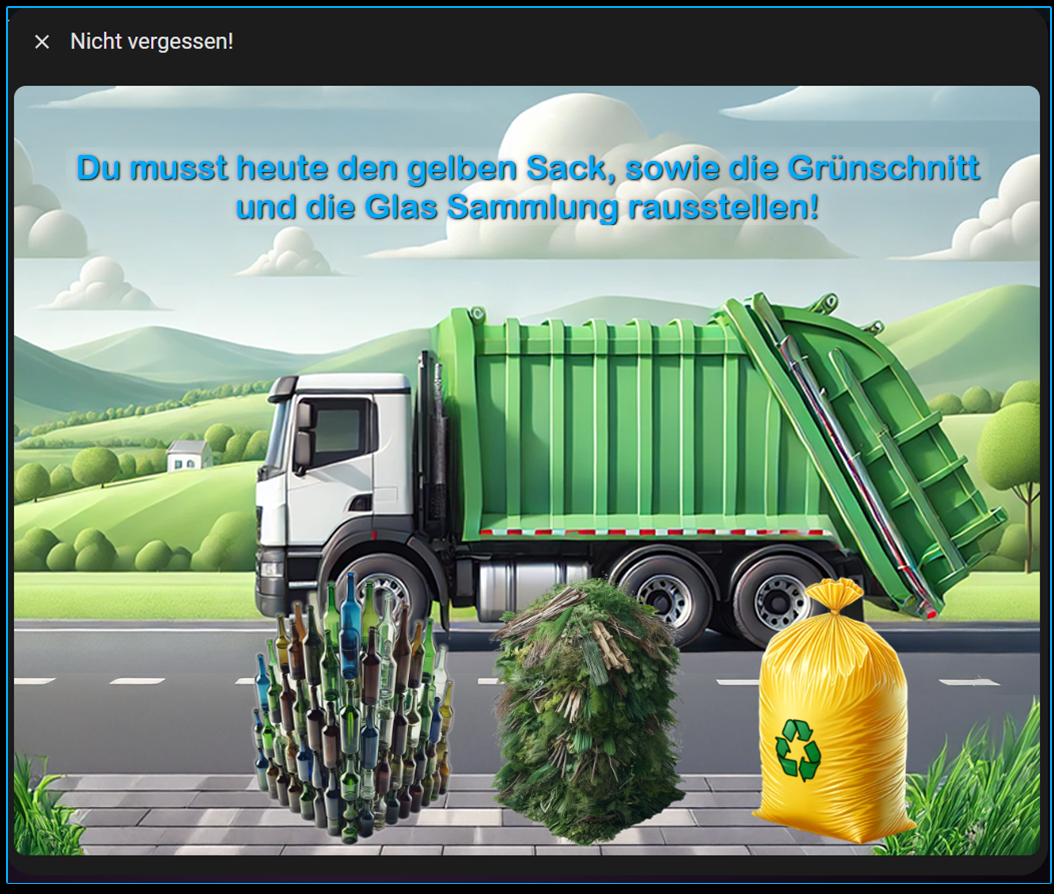 Nicht vergessen!
Du musst heute den gelben Sack, sowie die Grünschnitt
und die Glas Sammlung rausstellen!